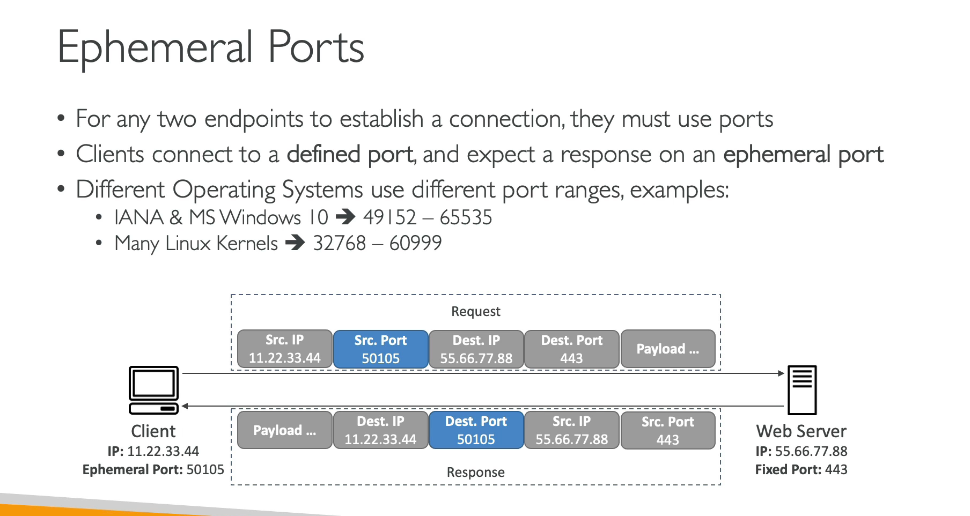 Ephemeral Ports
• For any two endpoints to establish a connection, they must use ports
• Clients connect to a defined port, and expect a response on an ephemeral port
• Different Operating Systems use different port ranges, examples:
• IANA & MS Windows 10 ➔ 49152 – 65535
• Many Linux Kernels ➔ 32768 – 60999
Request
Src. IP
11.22.33.44
Src. Port
50105
Dest. IP
55.66.77.88
Dest. Port
443
Payload ...
Client
IP: 11.22.33.44
Ephemeral Port: 50105
Payload ...
Dest. IP
11.22.33.44
Dest. Port
50105
Src. IP
55.66.77.88
Src. Port
443
Response
Web Server
IP: 55.66.77.88
Fixed Port: 443